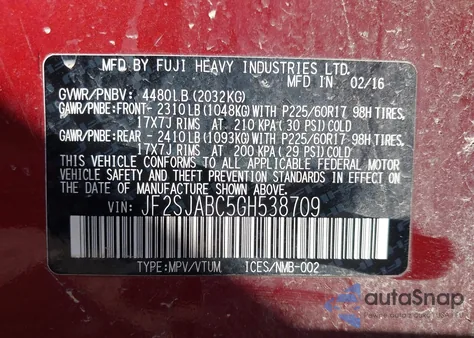 MFD. BY FUJI HEAVY INDUSTRIES LTD.
IN 02/16
GVWR/PNBV: 4480LB (2032KG)
GAWR/PNBE:FRONT- 2310LB (1048KG)WITH P225/60R17 98H TIRES,
17X7J RIMS AT 210 KPA(30 PSI)COLD
GAWR/PNBE:REAR - 2410LB (1093KG)WITH P225/60R17 98H TIRES,
17X7J RIMS AT 200 KPA(29 PSI)COLD
THIS VEHICLE CONFORMS TO ALL APPLICABLE FEDERAL MOTOR
VEHICLE SAFETY AND THEFT PREVENTION STANDARDS IN EFFECT ON
THE DATE OF MANUFACTURE SHOWN ABOVE.
VIN: JF2SJABC5GH538709
TYPE:MPV/VTUM ICES/NMB-002
autoSnap